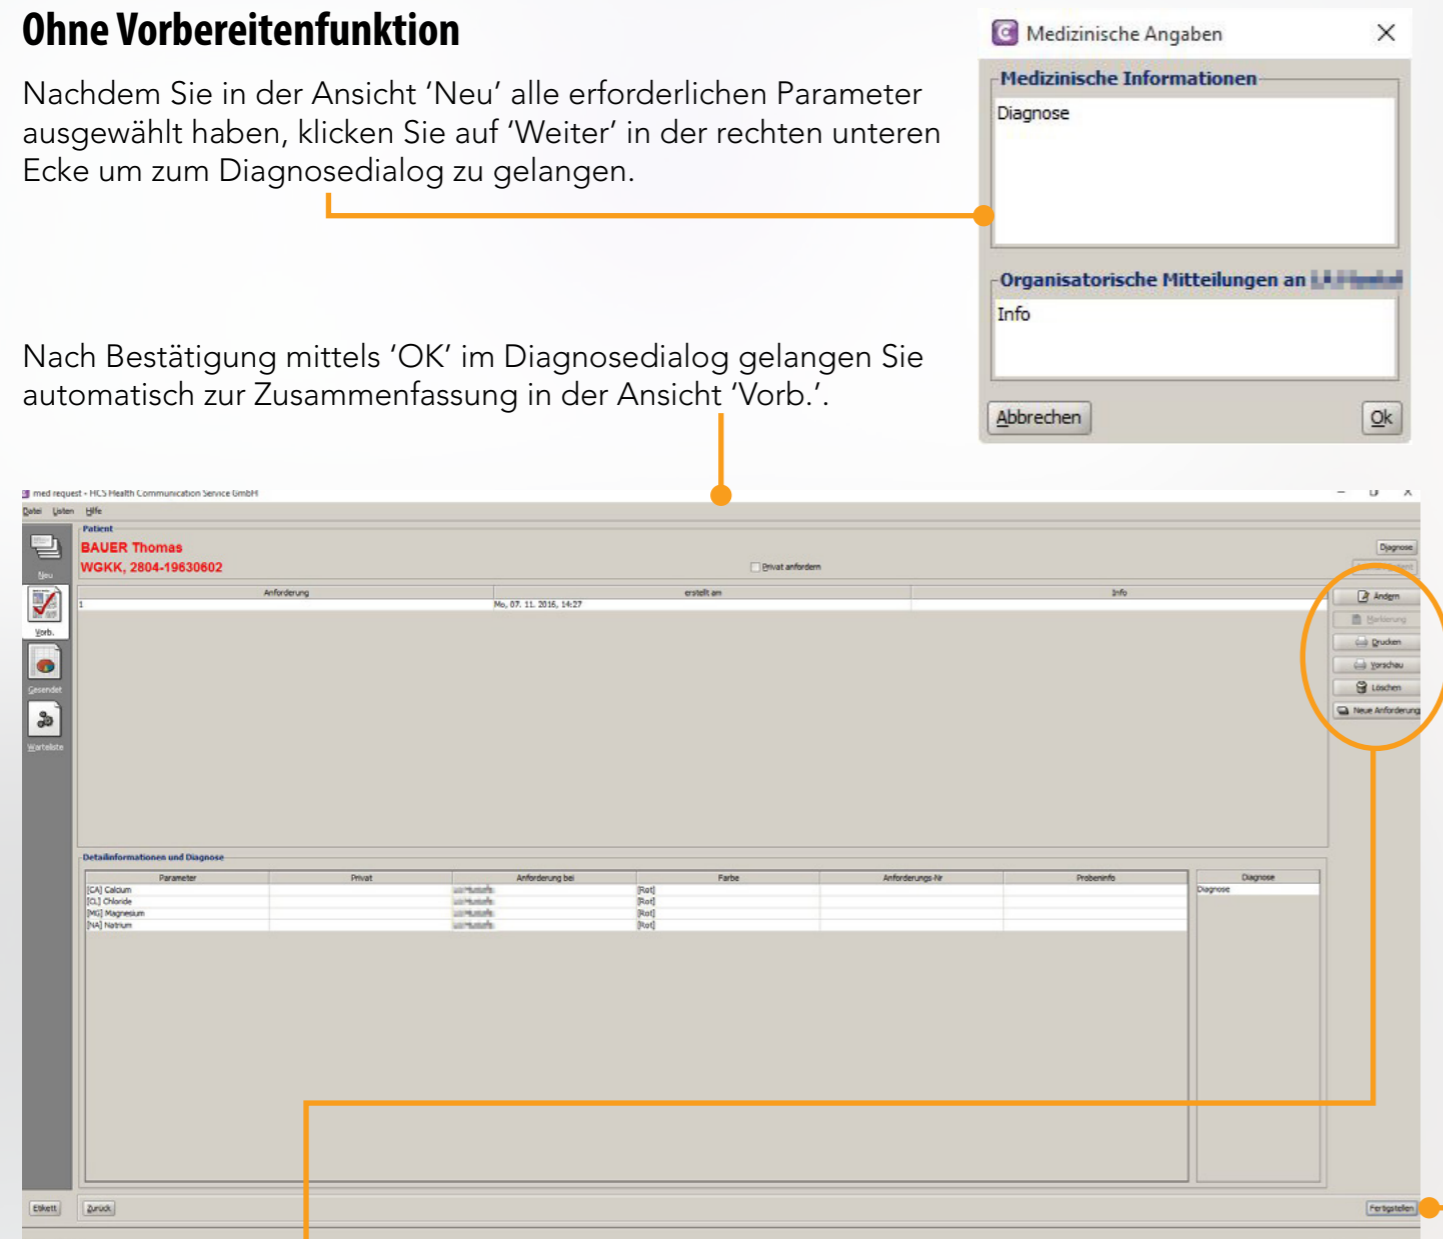 Ohne Vorbereitenfunktion
Nachdem Sie in der Ansicht ‘Neu’ alle erforderlichen Parameter
ausgewählt haben, klicken Sie auf ‘Weiter’ in der rechten unteren
Ecke um zum Diagnosedialog zu gelangen.
Medizinische Angaben
Medizinische Informationen
Diagnose
Organisatorische Mitteilungen an
Info
Abbrechen
Ok
Nach Bestätigung mittels ‘OK’ im Diagnosedialog gelangen Sie
automatisch zur Zusammenfassung in der Ansicht ‘Vorb.’.
med request - HCS Health Communication Service GmbH
Datei Listen Hilfe
Patient
BAUER Thomas
WGKK, 2804-19630602
Privat anfordern
Diagnose
Neu
Vorb.
Gesendet
Warteliste
Anforderung erstellt am Info
1 Mo, 07. 11. 2016, 14:27
Ändern
Markierung
Drucken
Vorschau
Löschen
Neue Anforderung
Detailinformationen und Diagnose
Parameter Privat Anforderung bei Farbe Anforderungs-Nr Probeninfo Diagnose
[CA] Calcium [Rot] Diagnose
[CL] Chloride [Rot]
[MG] Magnesium [Rot]
[NA] Natrium [Rot]
Etikett Zurück Fertigstellen